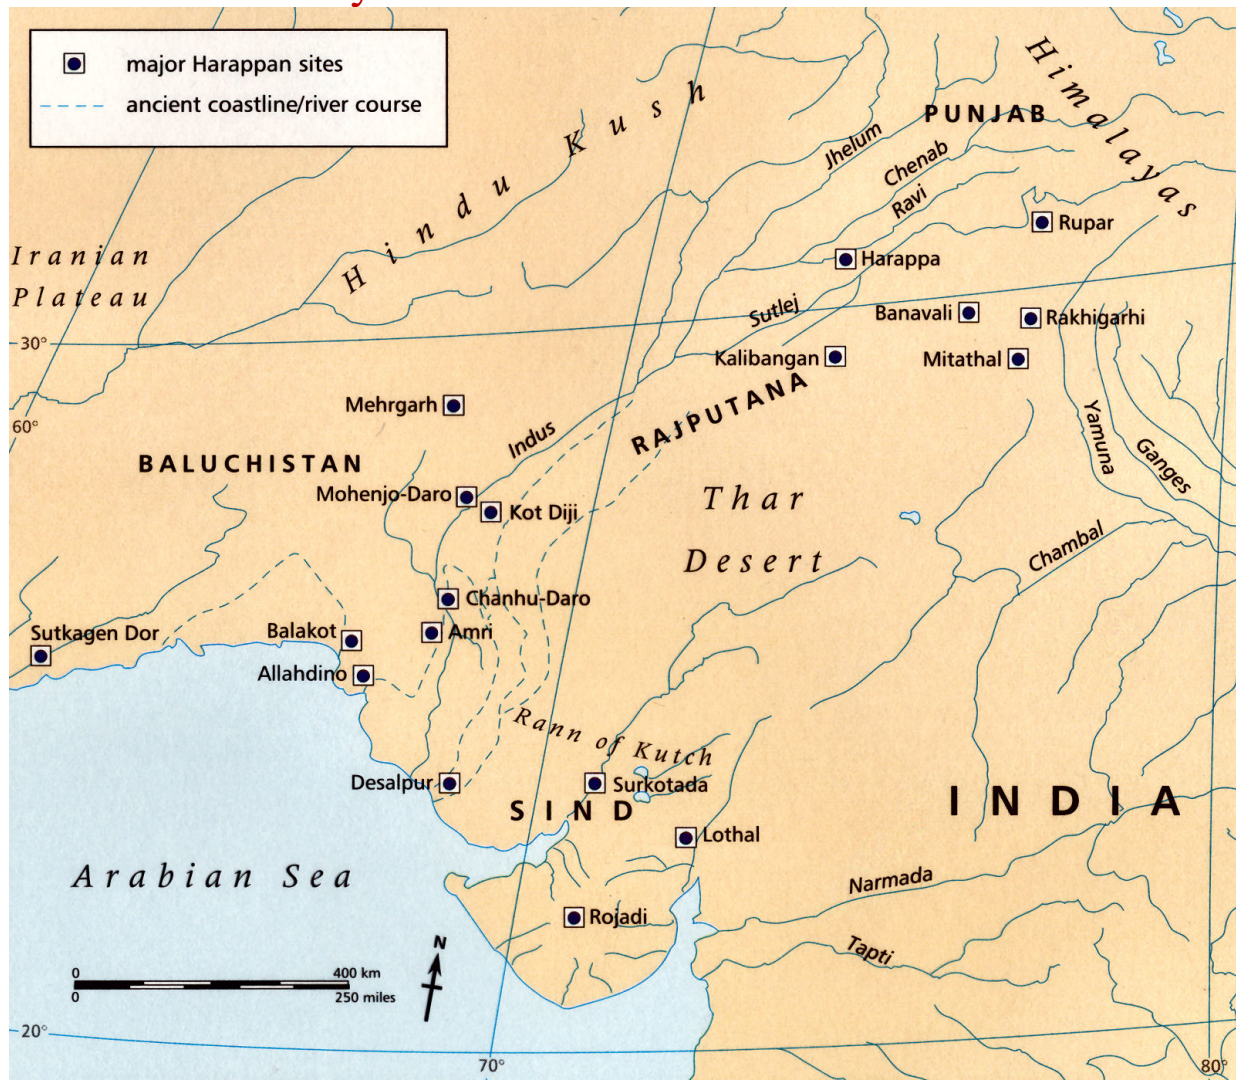 major Harappan sites
ancient coastline/river course
Himalayas
Hindu Kush
PUNJAB
Jhelum
Chenab
Ravi
Rupar
Iranian
Plateau
Harappa
Sutlej
Banavali
Rakhigarhi
30°
Kalibangan
Mitathal
Mehrgarh
RAJPUTANA
60°
Indus
Yamuna
Ganges
BALUCHISTAN
Mohenjo-Daro
Kot Diji
Thar
Desert
Chambal
Chanhu-Daro
Sutkagen Dor
Balakot
Amri
Allahdino
Rann of Kutch
Desalpur
Surkotada
SIND
INDIA
Lothal
Arabian Sea
Narmada
Rojadi
Tapti
N
0 400 km
0 250 miles
20°
70°
80°